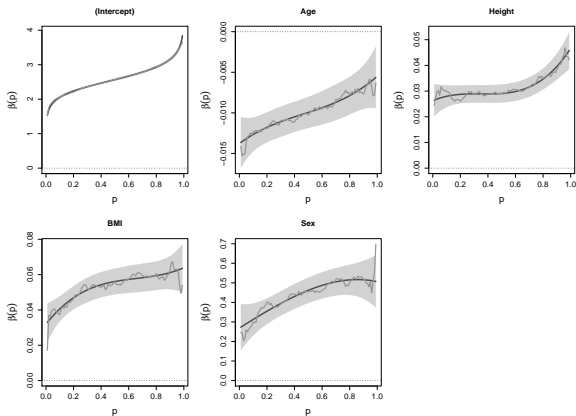 (Intercept)
β(p)
0 1 2 3 4
0.0 0.2 0.4 0.6 0.8 1.0
p
Age
β(p)
−0.015 −0.010 −0.005 0.000
0.0 0.2 0.4 0.6 0.8 1.0
p
Height
β(p)
0.00 0.01 0.02 0.03 0.04 0.05
0.0 0.2 0.4 0.6 0.8 1.0
p
BMI
β(p)
0.00 0.02 0.04 0.06 0.08
0.0 0.2 0.4 0.6 0.8 1.0
p
Sex
β(p)
0.0 0.1 0.2 0.3 0.4 0.5 0.6 0.7
0.0 0.2 0.4 0.6 0.8 1.0
p